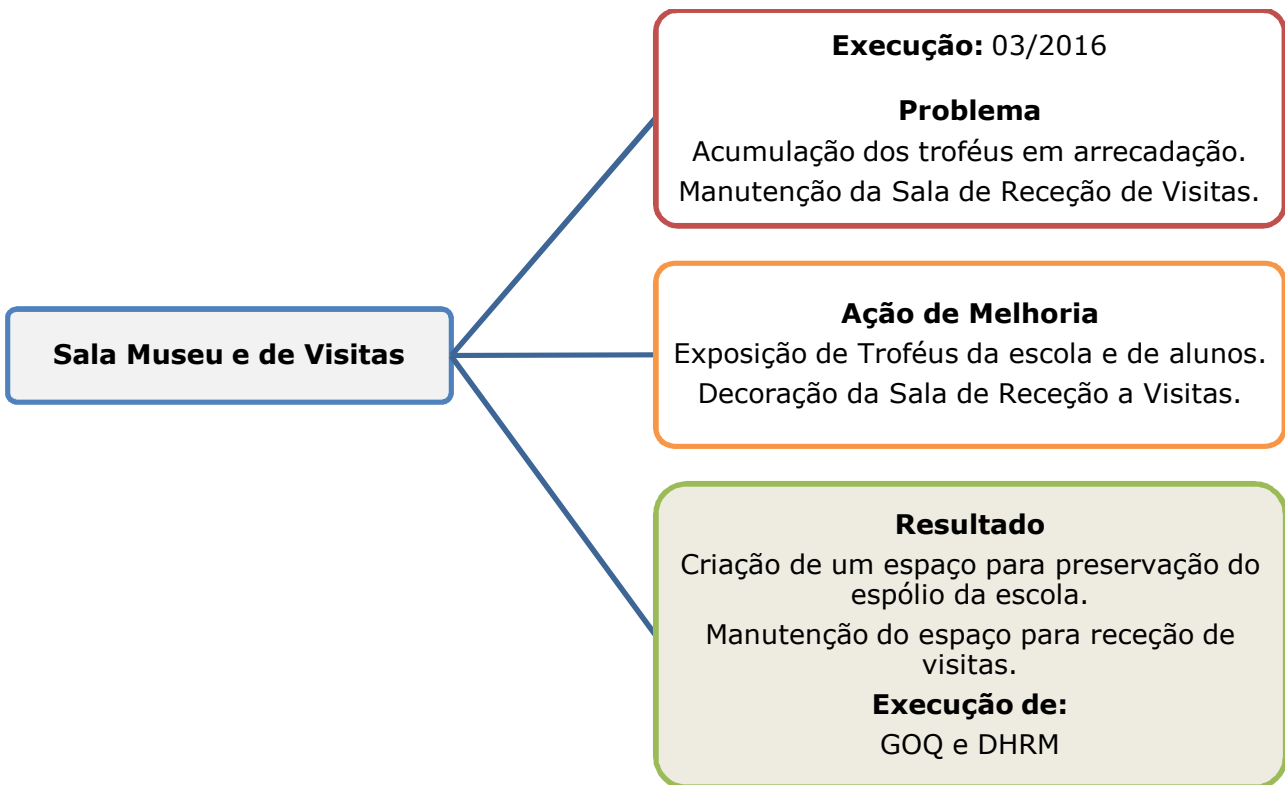 Sala Museu e de Visitas
Execução: 03/2016
Problema
Acumulação dos troféus em arrecadação.
Manutenção da Sala de Receção de Visitas.
Ação de Melhoria
Exposição de Troféus da escola e de alunos.
Decoração da Sala de Receção a Visitas.
Resultado
Criação de um espaço para preservação do
espólio da escola.
Manutenção do espaço para receção de
visitas.
Execução de:
GOQ e DHRM